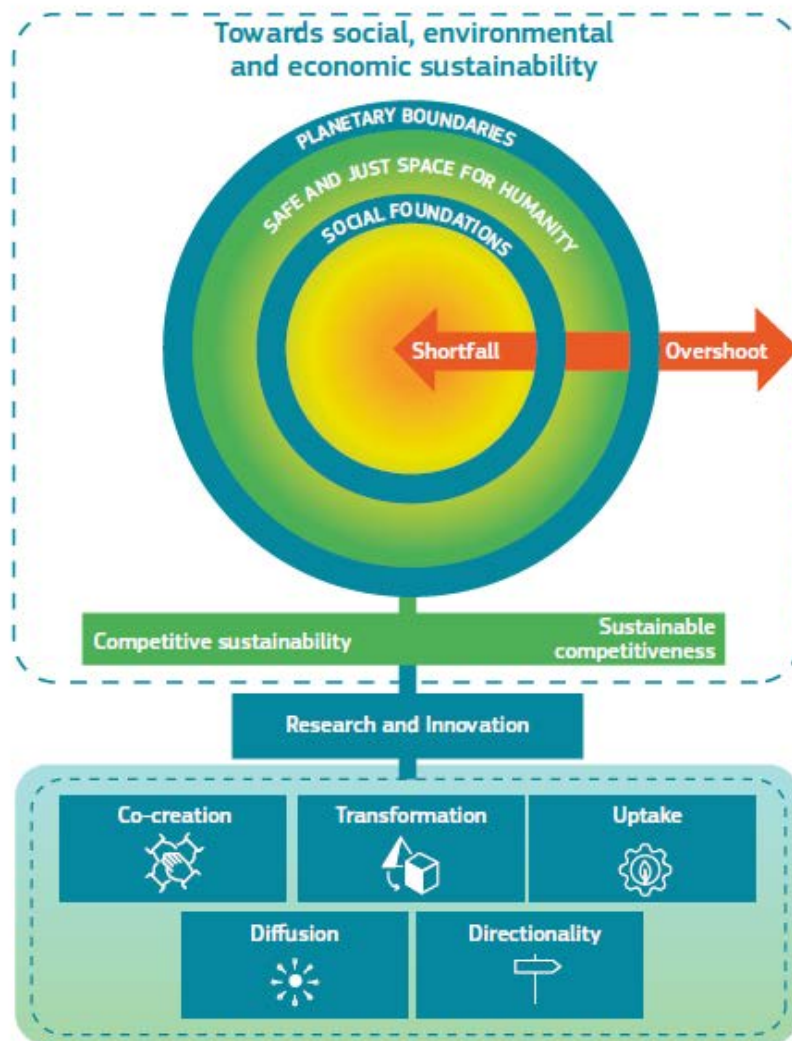 Towards social, environmental
and economic sustainability
PLANETARY BOUNDARIES
SAFE AND JUST SPACE FOR HUMANITY
SOCIAL FOUNDATIONS
Shortfall
Overshoot
Competitive sustainability
Sustainable
competitiveness
Research and Innovation
Co-creation
Transformation
Uptake
Diffusion
Directionality